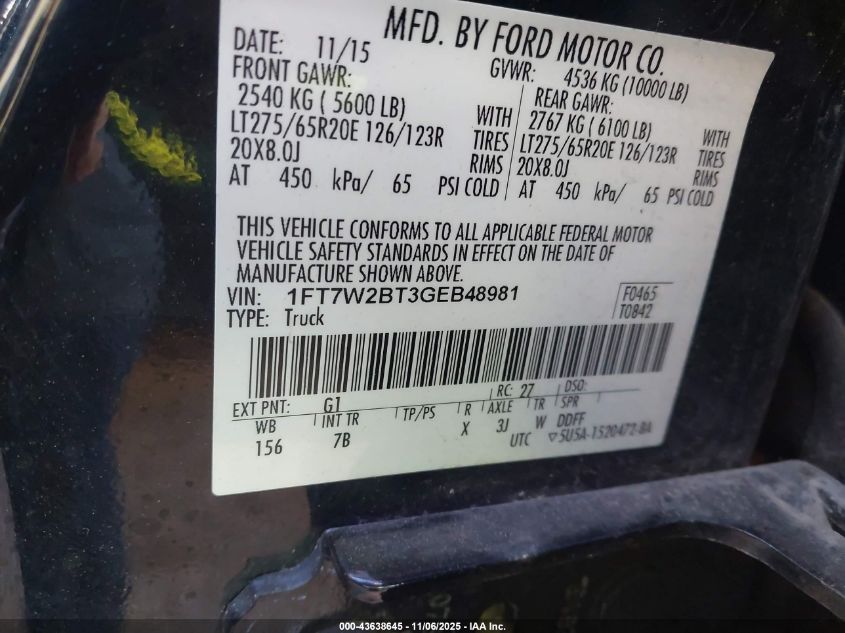 MFD. BY FORD MOTOR CO.
DATE: 11/15
GVWR: 4536 KG (10000 LB)
FRONT GAWR:
2540 KG ( 5600 LB) WITH
LT275/65R20E 126/123R TIRES
20X8.0J RIMS
AT 450 kPa/ 65 PSI COLD
REAR GAWR:
2767 KG ( 6100 LB) WITH
LT275/65R20E 126/123R TIRES
20X8.0J RIMS
AT 450 kPa/ 65 PSI COLD
THIS VEHICLE CONFORMS TO ALL APPLICABLE FEDERAL MOTOR
VEHICLE SAFETY STANDARDS IN EFFECT ON THE DATE OF
MANUFACTURE SHOWN ABOVE.
VIN: 1FT7W2BT3GEB48981
F0465
TYPE: Truck
T0842
EXT PNT: G1 RC: 27 DSO:
WB INT TR TP/PS R AXLE TR SPR
156 7B X 3J W DDFF
UTC ▽5U5A-1520472-BA
000-43638645 - 11/06/2025 - IAA Inc.